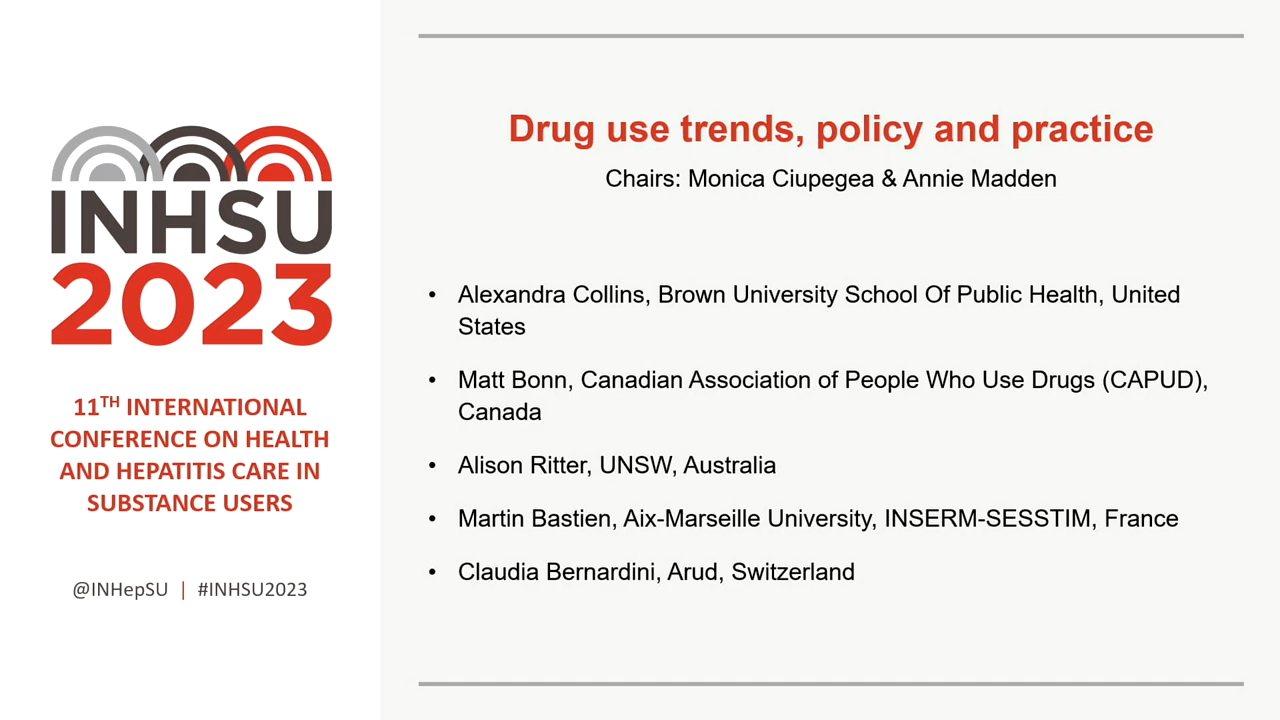 INHSU
2023
11TH INTERNATIONAL
CONFERENCE ON HEALTH
AND HEPATITIS CARE IN
SUBSTANCE USERS
@INHepSU | #INHSU2023
Drug use trends, policy and practice
Chairs: Monica Ciupegea & Annie Madden
• Alexandra Collins, Brown University School Of Public Health, United
States
• Matt Bonn, Canadian Association of People Who Use Drugs (CAPUD),
Canada
• Alison Ritter, UNSW, Australia
• Martin Bastien, Aix-Marseille University, INSERM-SESSTIM, France
• Claudia Bernardini, Arud, Switzerland